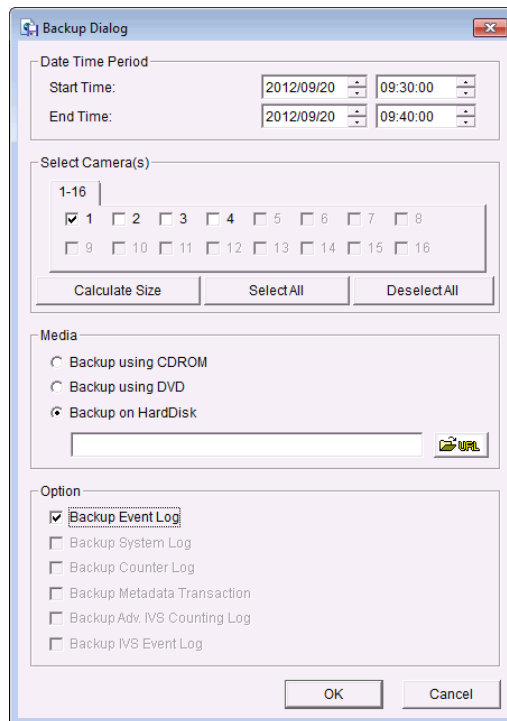 Backup Dialog
Date Time Period
Start Time: 2012/09/20 09:30:00
End Time: 2012/09/20 09:40:00
Select Camera(s)
1-16
1 2 3 4 5 6 7 8
9 10 11 12 13 14 15 16
Calculate Size Select All Deselect All
Media
Backup using CDROM
Backup using DVD
Backup on HardDisk
URL
Option
Backup Event Log
Backup System Log
Backup Counter Log
Backup Metadata Transaction
Backup Adv. IVS Counting Log
Backup IVS Event Log
OK Cancel